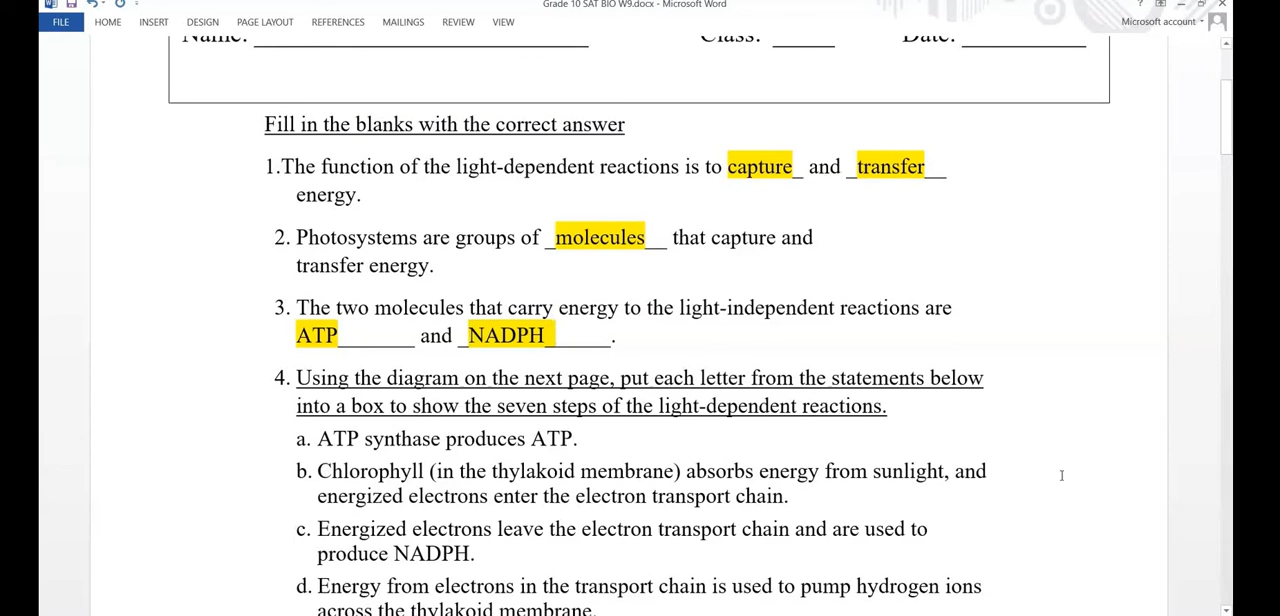 Grade 10 SAT BIO W9.docx - Microsoft Word
FILE HOME INSERT DESIGN PAGE LAYOUT REFERENCES MAILINGS REVIEW VIEW Microsoft account
Name: ____________ Class: _____ Date: _________
Fill in the blanks with the correct answer
1.The function of the light-dependent reactions is to capture_ and _transfer__
energy.
2. Photosystems are groups of _molecules__ that capture and
transfer energy.
3. The two molecules that carry energy to the light-independent reactions are
ATP_______ and _NADPH______.
4. Using the diagram on the next page, put each letter from the statements below
into a box to show the seven steps of the light-dependent reactions.
a. ATP synthase produces ATP.
b. Chlorophyll (in the thylakoid membrane) absorbs energy from sunlight, and
energized electrons enter the electron transport chain.
c. Energized electrons leave the electron transport chain and are used to
produce NADPH.
d. Energy from electrons in the transport chain is used to pump hydrogen ions
across the thylakoid membrane.